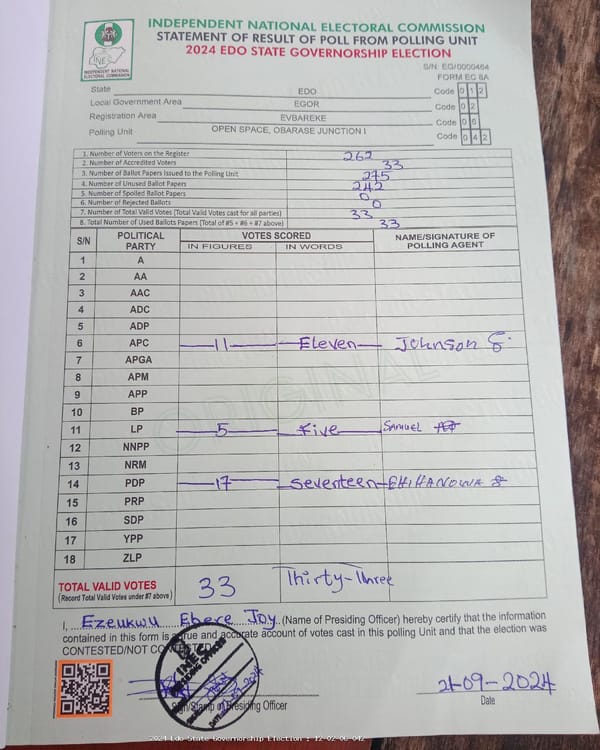 INDEPENDENT NATIONAL ELECTORAL COMMISSION
STATEMENT OF RESULT OF POLL FROM POLLING UNIT
2024 EDO STATE GOVERNORSHIP ELECTION
INDEPENDENT NATIONAL
ELECTORAL COMMISSION
S/N: EG/0000464
FORM EC 8A
State EDO Code 0 1 2
Local Government Area EGOR Code 0 2
Registration Area EVBAREKE Code 0 6
Polling Unit OPEN SPACE, OBARASE JUNCTION I Code 0 4 2
1. Number of Voters on the Register 262
2. Number of Accredited Voters 33
3. Number of Ballot Papers Issued to the Polling Unit 275
4. Number of Unused Ballot Papers 242
5. Number of Spoiled Ballot Papers 0
6. Number of Rejected Ballots 0
7. Number of Total Valid Votes (Total Valid Votes cast for all parties) 33
8. Total Number of Used Ballots Papers (Total of #5 + #6 + #7 above) 33
S/N POLITICAL PARTY VOTES SCORED NAME/SIGNATURE OF POLLING AGENT
IN FIGURES IN WORDS
1 A
2 AA
3 AAC
4 ADC
5 ADP
6 APC 11 Eleven Johnson
7 APGA
8 APM
9 APP
10 BP
11 LP 5 five SAMUEL
12 NNPP
13 NRM
14 PDP 17 Seventeen EHIHANOWA
15 PRP
16 SDP
17 YPP
18 ZLP
ORIGINAL
TOTAL VALID VOTES 33 Thirty-Three
(Record Total Valid Votes under #7 above)
I, Ezeukwu Ebere Joy (Name of Presiding Officer) hereby certify that the information
contained in this form is a true and accurate account of votes cast in this polling Unit and that the election was
CONTESTED/NOT CONTESTED
INEC
PRESIDING OFFICER
Sign/Stamp of Presiding Officer
21-09-2024
Date
2024 Edo State Governorship Election : 12-02-06-042